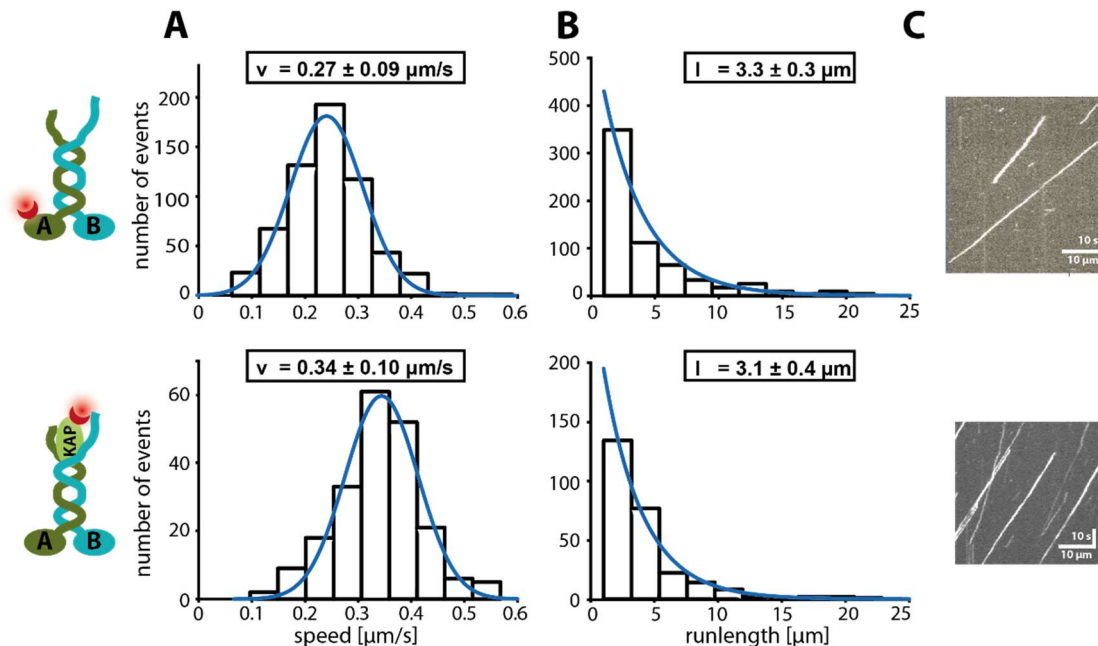 A
B
C
v = 0.27 ± 0.09 µm/s
l = 3.3 ± 0.3 µm
number of events
200
150
100
50
0
0
0.1
0.2
0.3
0.4
0.5
0.6
500
400
300
200
100
0
0
5
10
15
20
25
A
B
10 s
10 µm
v = 0.34 ± 0.10 µm/s
l = 3.1 ± 0.4 µm
number of events
60
40
20
0
0
0.1
0.2
0.3
0.4
0.5
0.6
speed [µm/s]
200
150
100
50
0
0
5
10
15
20
25
runlength [µm]
KAP
A
B
10 s
10 µm